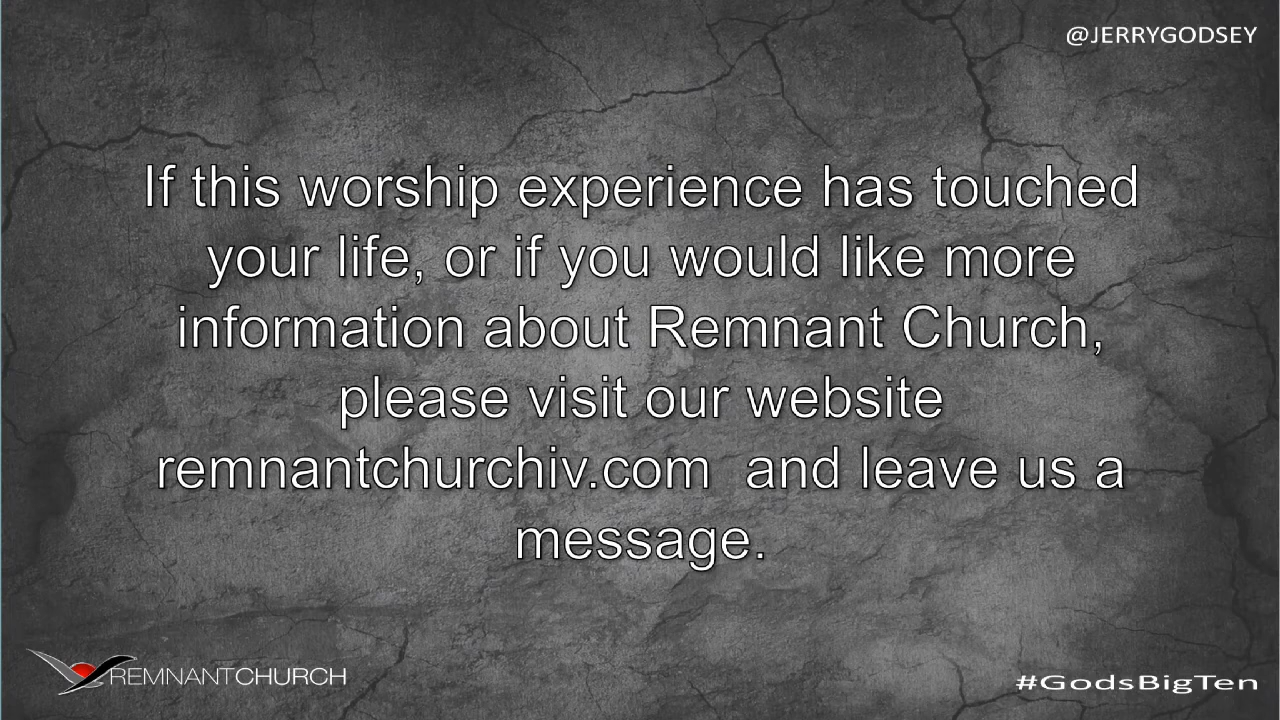 @JERRYGODSEY
If this worship experience has touched
your life, or if you would like more
information about Remnant Church,
please visit our website
remnantchurchiv.com  and leave us a
message.
REMNANTCHURCH
#GodsBigTen